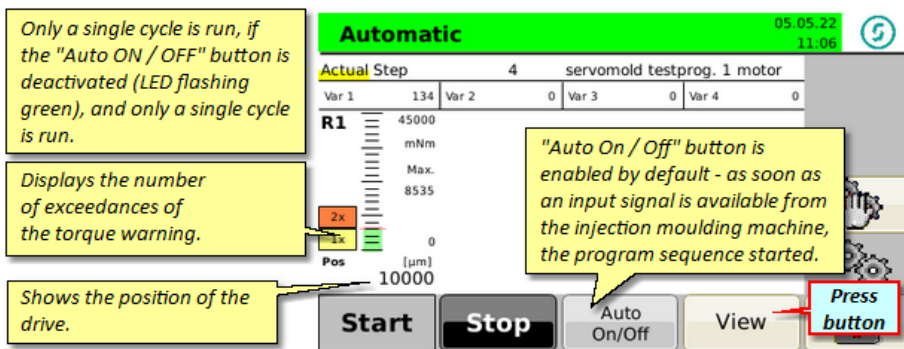 Only a single cycle is run, if
the "Auto ON / OFF" button is
deactivated (LED flashing
green), and only a single cycle
is run.
Displays the number
of exceedances of
the torque warning.
Shows the position of the
drive.
Automatic
05.05.22
11:06
Actual Step 4 servomold testprog. 1 motor
Var 1 134 Var 2 0 Var 3 0 Var 4 0
R1 45000
mNm
Max.
8535
2x
1x 0
Pos [µm]
10000
"Auto On / Off" button is
enabled by default - as soon as
an input signal is available from
the injection moulding machine,
the program sequence started.
Start Stop Auto
On/Off
View
Press
button